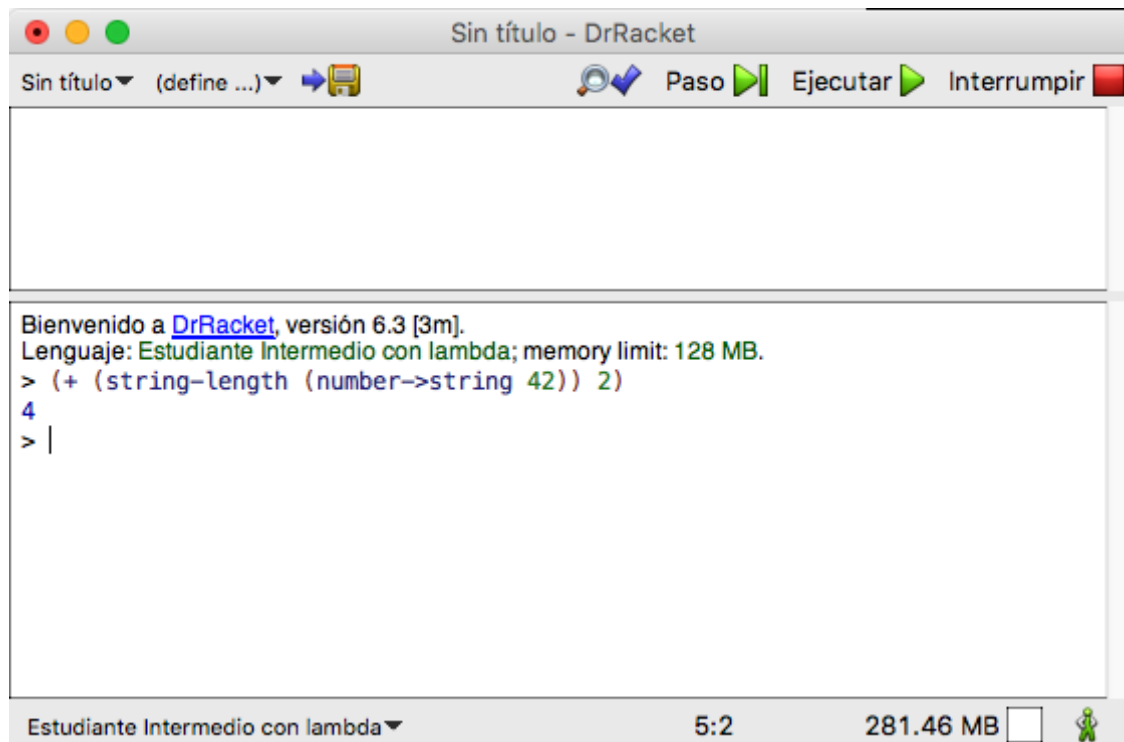 Sin título - DrRacket
Sin título (define ...) Paso Ejecutar Interrumpir
Bienvenido a DrRacket, versión 6.3 [3m].
Lenguaje: Estudiante Intermedio con lambda; memory limit: 128 MB.
> (+ (string-length (number->string 42)) 2)
4
>
Estudiante Intermedio con lambda 5:2 281.46 MB